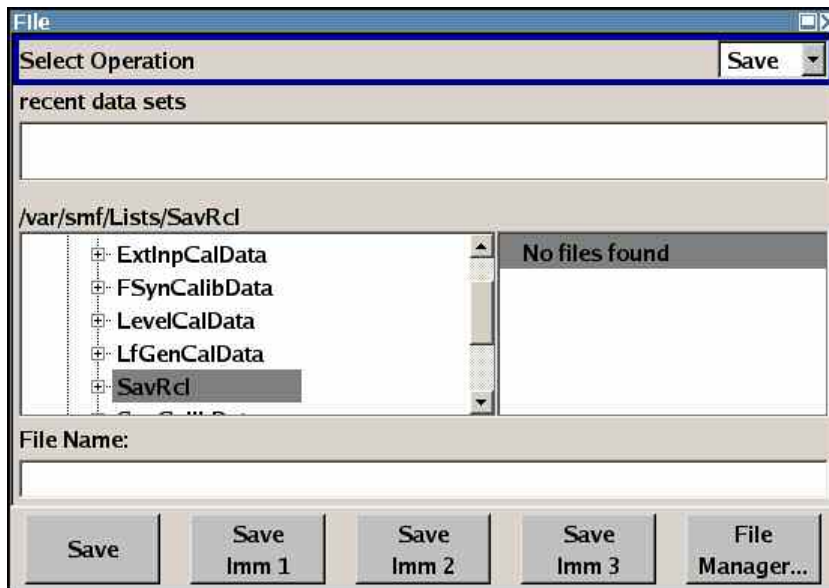 File
Select Operation
Save
recent data sets
/var/smf/Lists/SavRcl
ExtInpCalData
FSynCalibData
LevelCalData
LfGenCalData
SavRcl
No files found
File Name:
Save
Save
Imm 1
Save
Imm 2
Save
Imm 3
File
Manager...